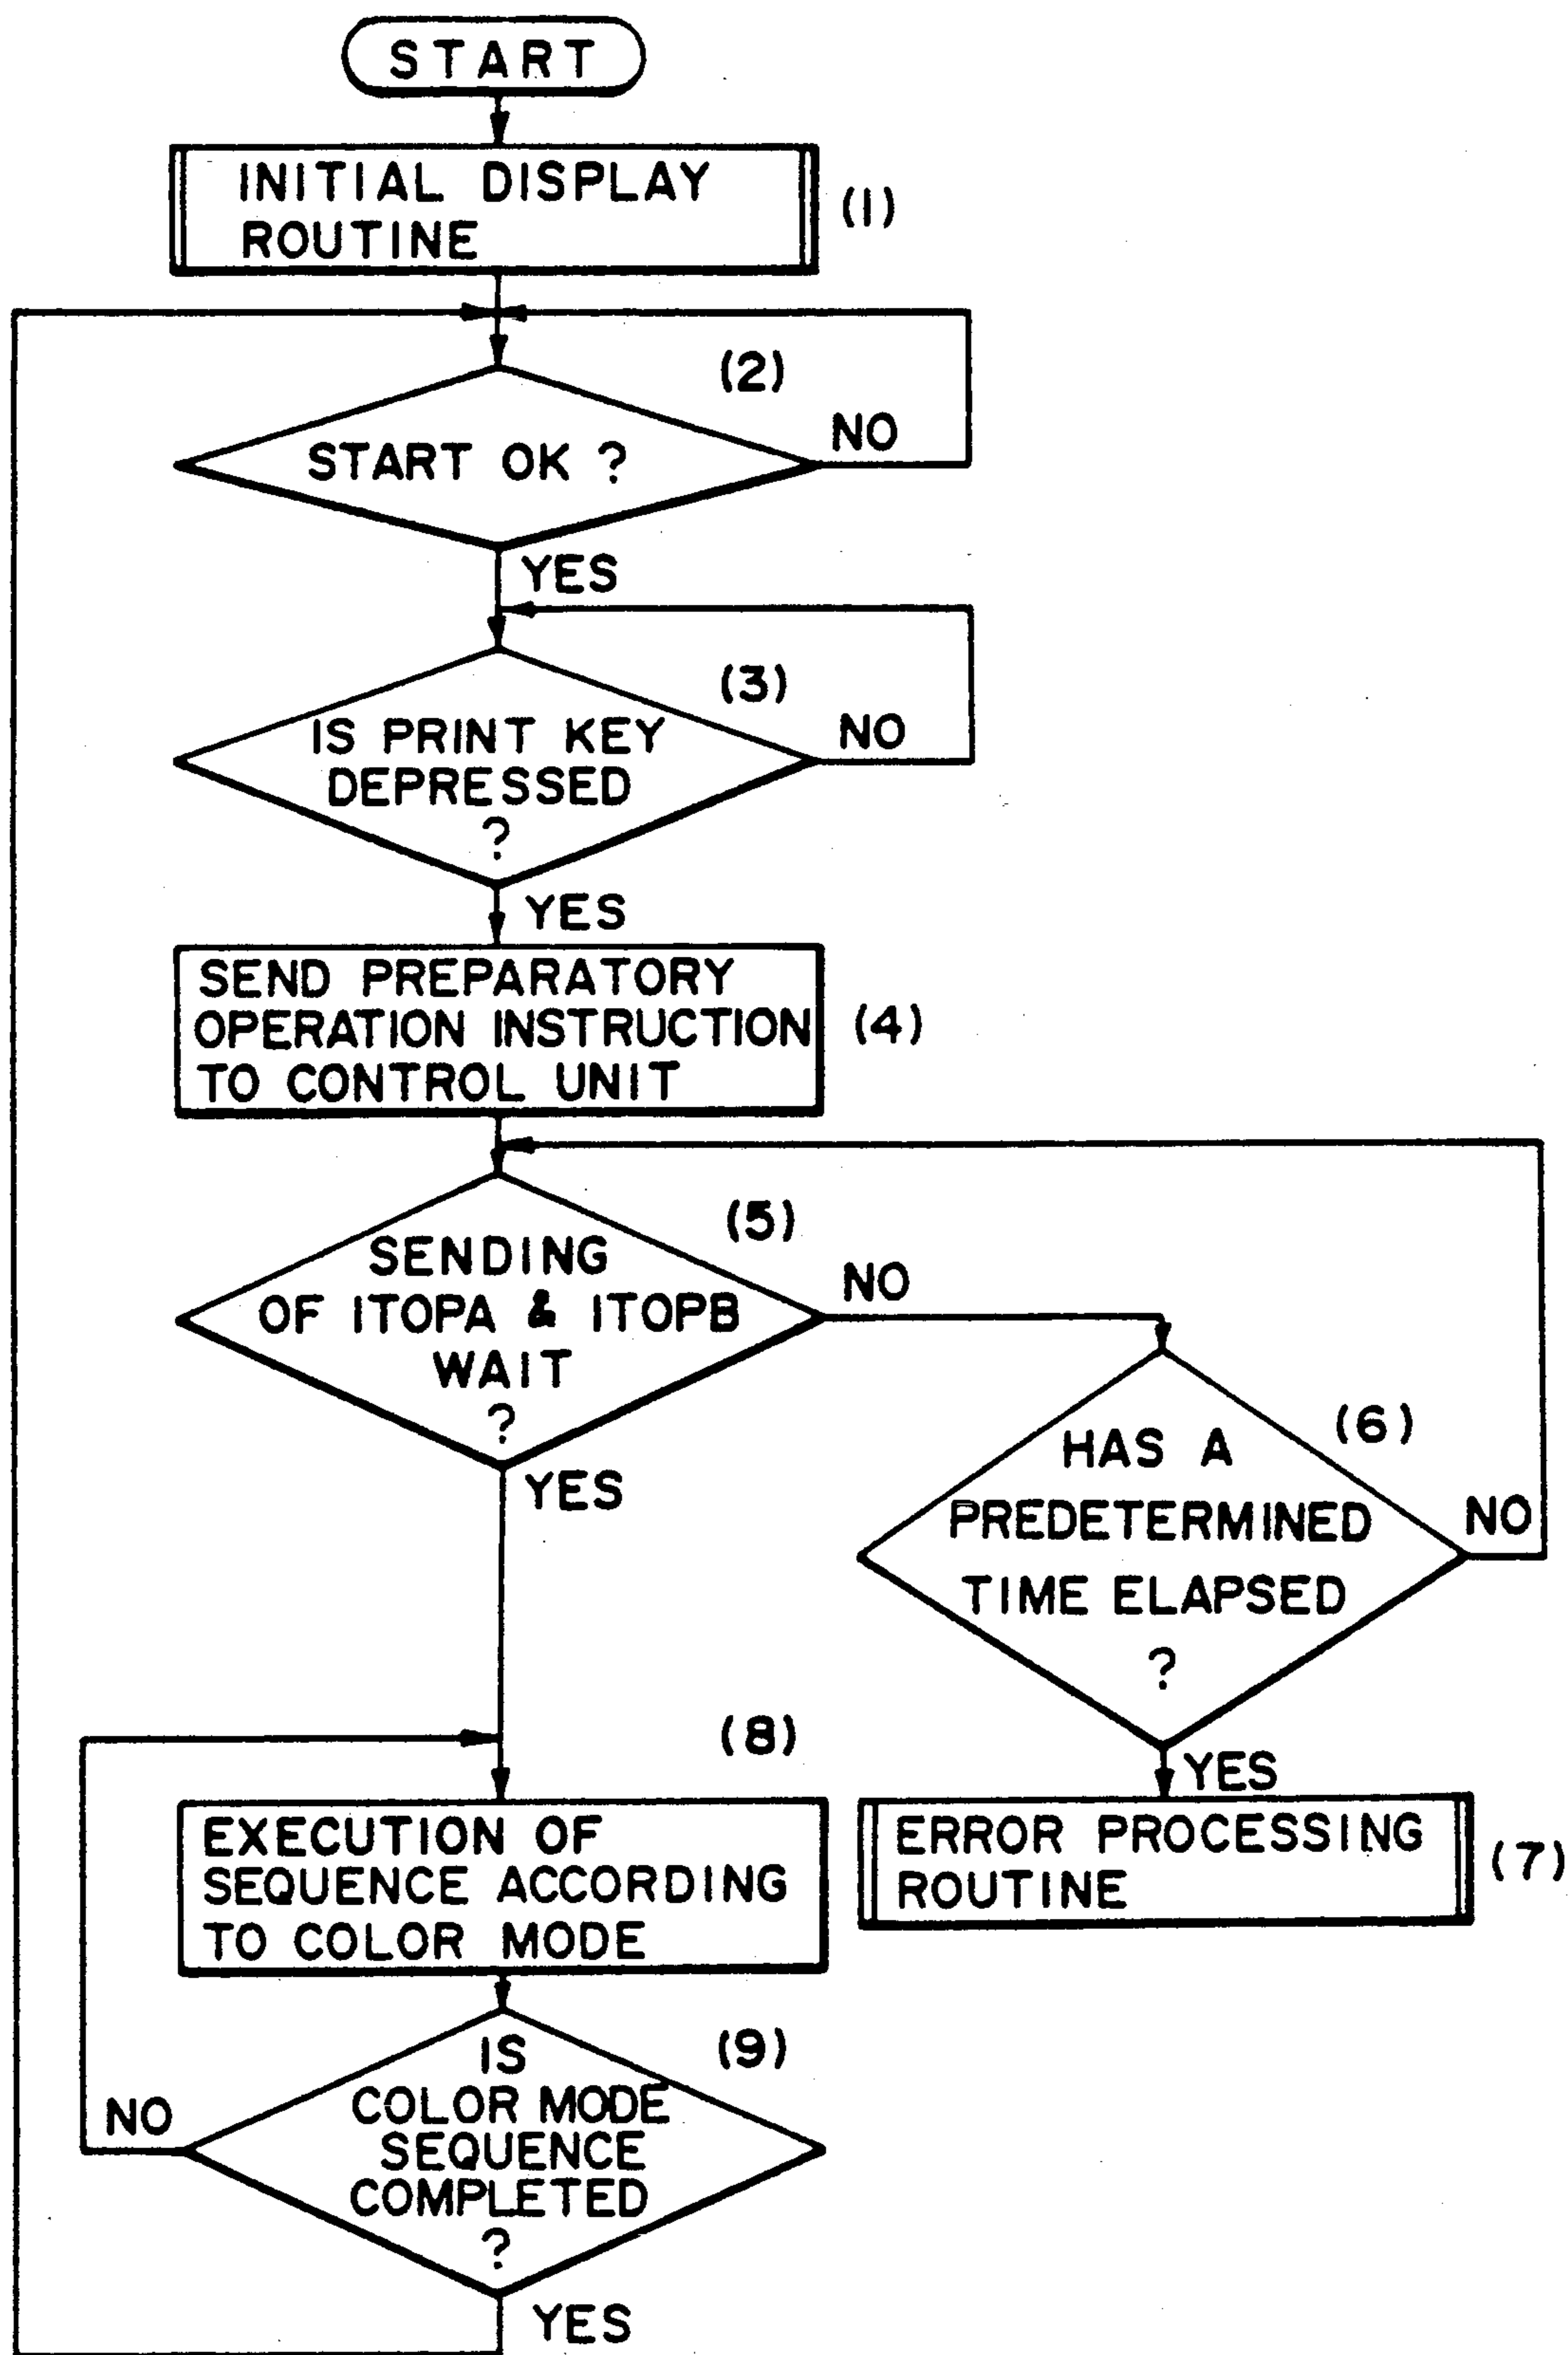 START
INITIAL DISPLAY
ROUTINE
(1)
(2)
START OK ?
NO
YES
(3)
IS PRINT KEY
DEPRESSED
?
NO
YES
SEND PREPARATORY
OPERATION INSTRUCTION
TO CONTROL UNIT
(4)
(5)
SENDING
OF ITOPA & ITOPB
WAIT
?
NO
YES
(6)
HAS A
PREDETERMINED
TIME ELAPSED
?
NO
YES
(8)
EXECUTION OF
SEQUENCE ACCORDING
TO COLOR MODE
ERROR PROCESSING
ROUTINE
(7)
(9)
IS
COLOR MODE
SEQUENCE
COMPLETED
?
NO
YES